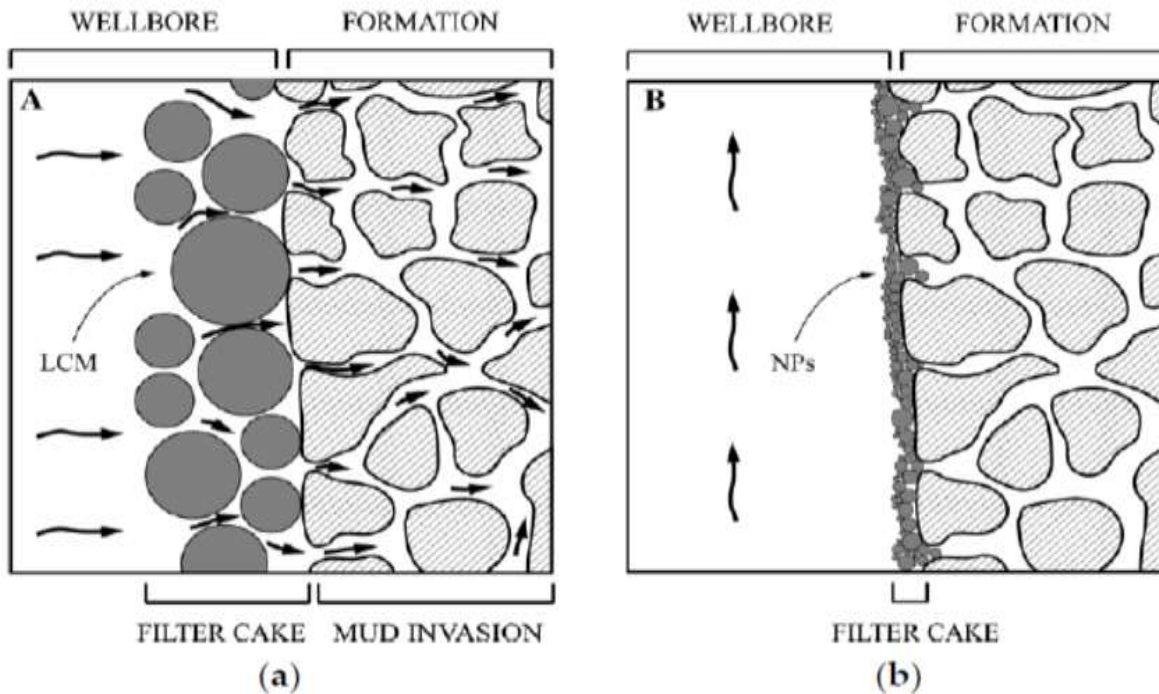 WELLBORE FORMATION
A
LCM
FILTER CAKE MUD INVASION
(a)
WELLBORE FORMATION
B
NPs
FILTER CAKE
(b)